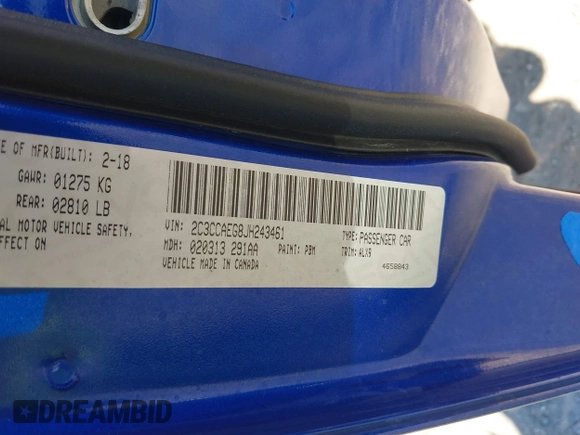 E OF MFR(BUILT): 2-18
GAWR: 01275 KG
REAR: 02810 LB
AL MOTOR VEHICLE SAFETY,
EFFECT ON
VIN: 2C3CCAEG8JH243461
TYPE: PASSENGER CAR
MDH: 020313 291AA
PAINT: PBM
TRIM: ALX9
VEHICLE MADE IN CANADA
4658843
DREAMBID